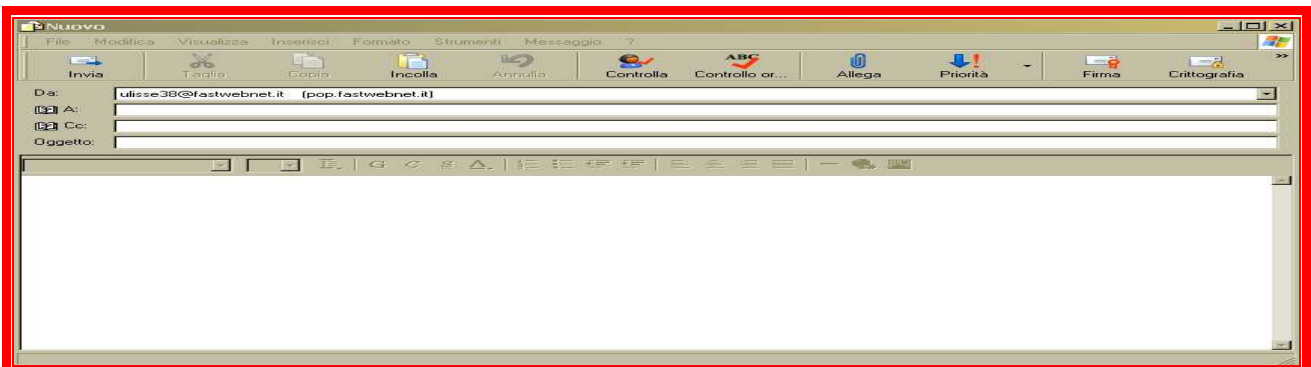 Nuovo
File Modifica Visualizza Inserisci Formato Strumenti Messaggio ?
Invia Taglia Copia Incolla Annulla Controlla Controllo or... Allega Priorità Firma Crittografia »
Da: ulisse38@fastwebnet.it (pop.fastwebnet.it)
A:
Cc:
Oggetto:
G C S A